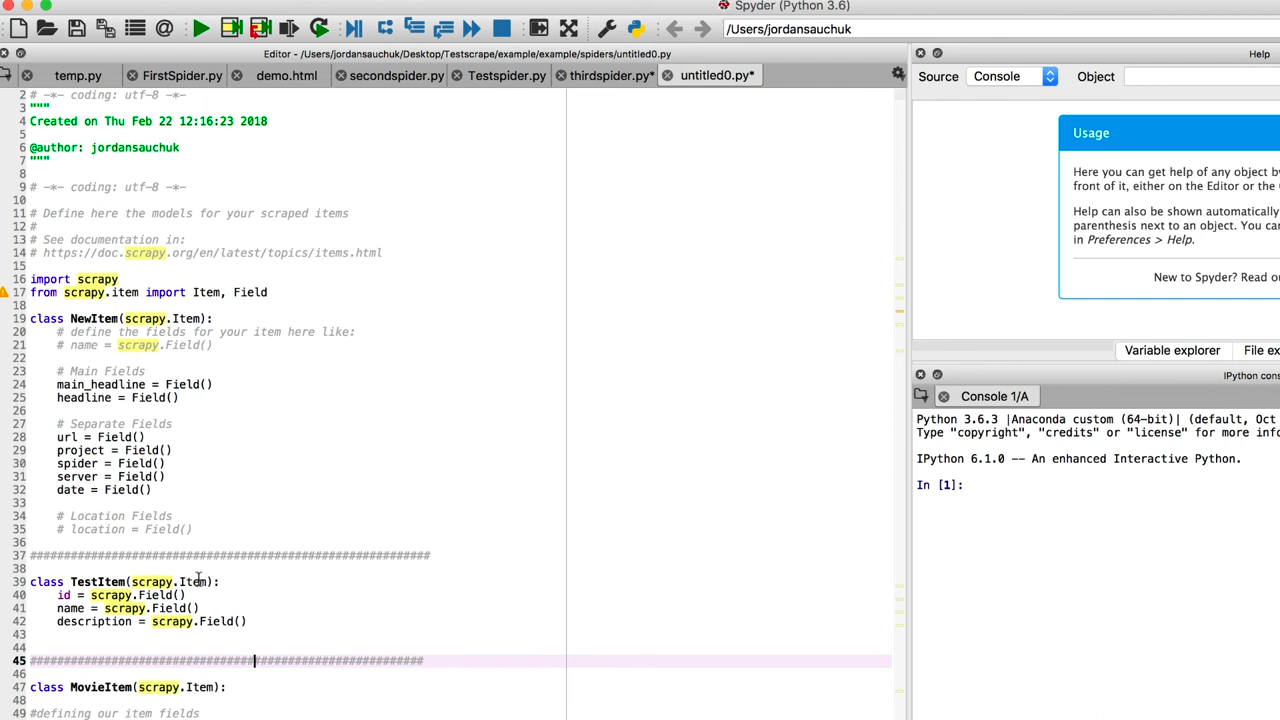 Spyder (Python 3.6)
/Users/jordansauchuk
Editor - /Users/jordansauchuk/Desktop/Testscrape/example/example/spiders/untitled0.py
Help
temp.py FirstSpider.py demo.html secondspider.py Testspider.py thirdspider.py* untitled0.py*
Source Console Object
2 # -*- coding: utf-8 -*-
3 """
4 Created on Thu Feb 22 12:16:23 2018
5
6 @author: jordansauchuk
7 """
8
9 # -*- coding: utf-8 -*-
10
11 # Define here the models for your scraped items
12 #
13 # See documentation in:
14 # https://doc.scrapy.org/en/latest/topics/items.html
15
16 import scrapy
17 from scrapy.item import Item, Field
18
19 class NewItem(scrapy.Item):
20 # define the fields for your item here like:
21 # name = scrapy.Field()
22
23 # Main Fields
24 main_headline = Field()
25 headline = Field()
26
27 # Separate Fields
28 url = Field()
29 project = Field()
30 spider = Field()
31 server = Field()
32 date = Field()
33
34 # Location Fields
35 # location = Field()
36
37 ###########################################################
38
39 class TestItem(scrapy.Item):
40 id = scrapy.Field()
41 name = scrapy.Field()
42 description = scrapy.Field()
43
44
45 ##########################################################
46
47 class MovieItem(scrapy.Item):
48
49 #defining our item fields
Usage
Here you can get help of any object by
front of it, either on the Editor or the
Help can also be shown automatically
parenthesis next to an object. You can
in Preferences > Help.
New to Spyder? Read ou
Variable explorer File ex
IPython cons
Console 1/A
Python 3.6.3 |Anaconda custom (64-bit)| (default, Oct
Type "copyright", "credits" or "license" for more info
IPython 6.1.0 -- An enhanced Interactive Python.
In [1]: